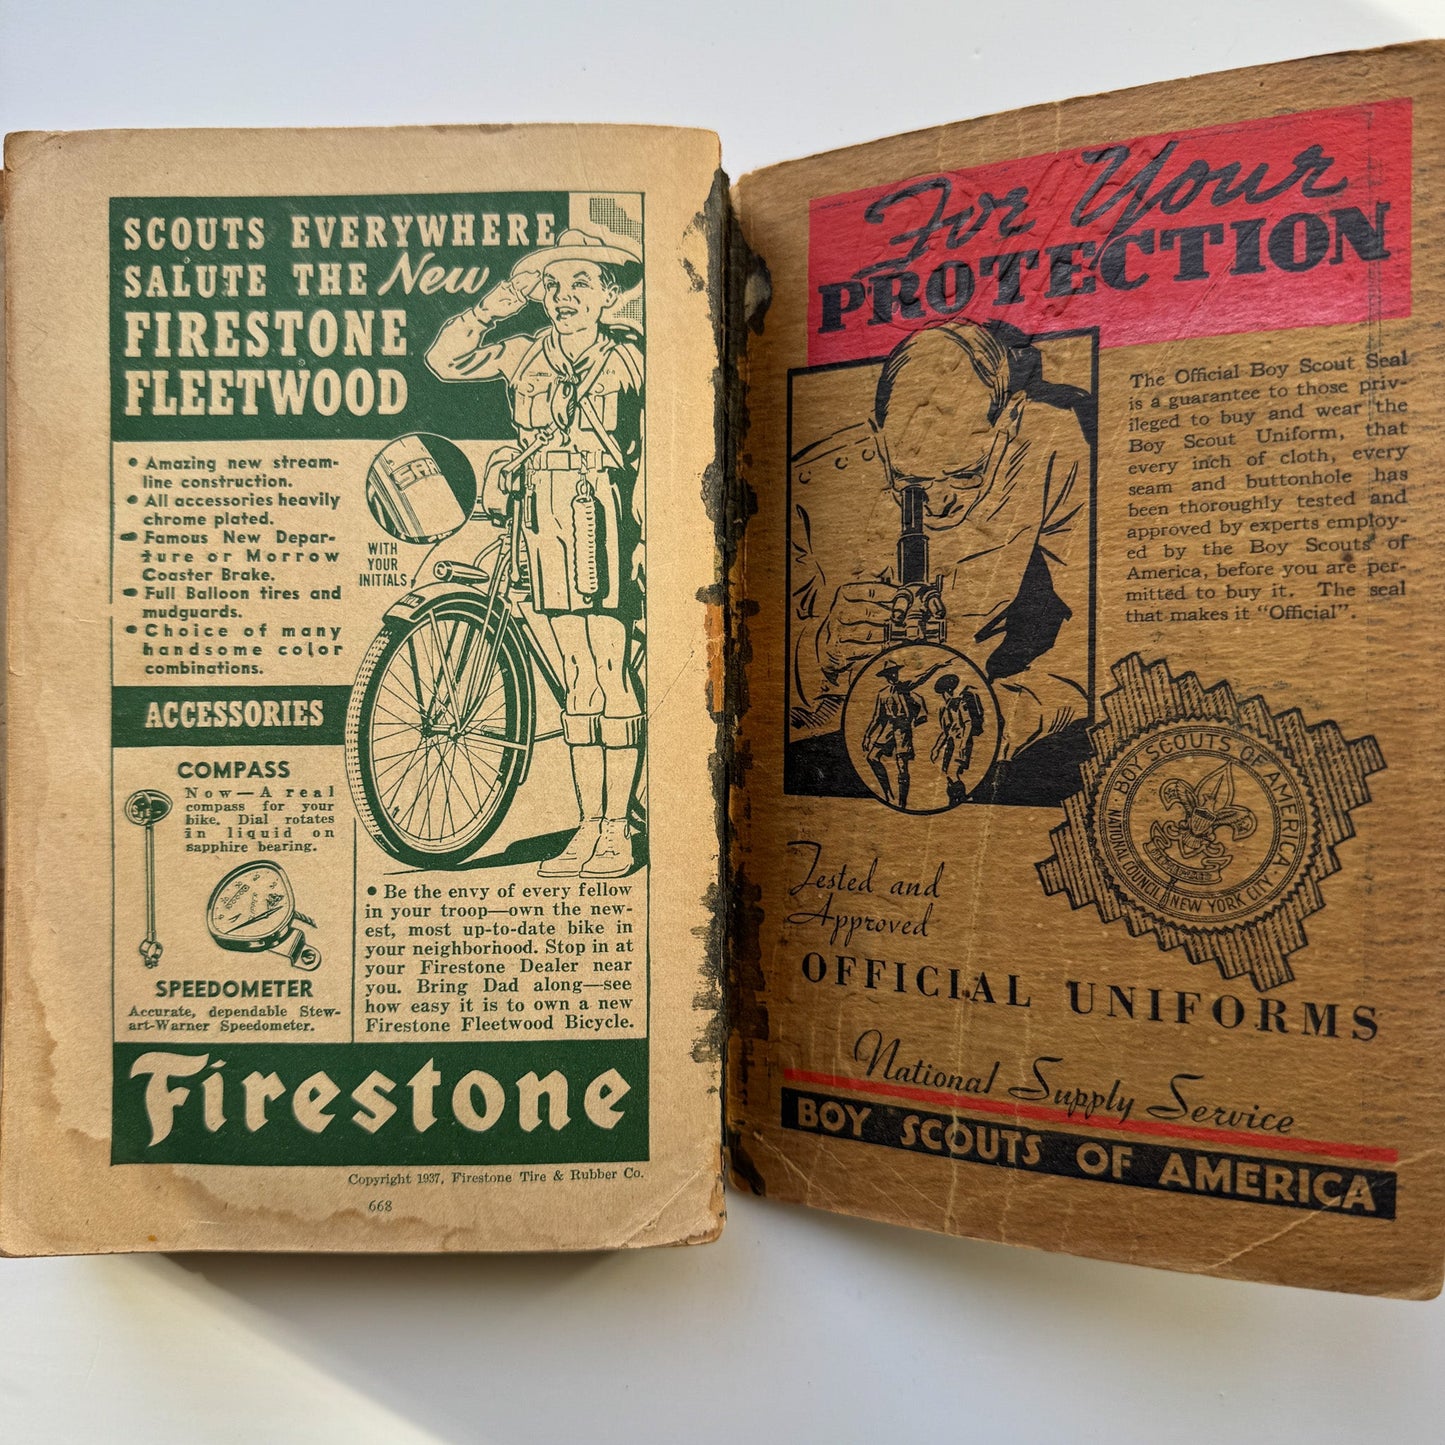 SCOUTS EVERYWHERE
SALUTE THE New
FIRESTONE
FLEETWOOD
• Amazing new stream-
line construction.
• All accessories heavily
chrome plated.
• Famous New Depar-
ture or Morrow
Coaster Brake.
• Full Balloon tires and
mudguards.
• Choice of many
handsome color
combinations.
WITH
YOUR
INITIALS
ACCESSORIES
COMPASS
Now—A real
compass for your
bike. Dial rotates
in liquid on
sapphire bearing.
SPEEDOMETER
Accurate, dependable Stew-
art-Warner Speedometer.
• Be the envy of every fellow
in your troop—own the new-
est, most up-to-date bike in
your neighborhood. Stop in at
your Firestone Dealer near
you. Bring Dad along—see
how easy it is to own a new
Firestone Fleetwood Bicycle.
Firestone
Copyright 1937, Firestone Tire & Rubber Co.
668
For Your
PROTECTION
The Official Boy Scout Seal
is a guarantee to those priv-
ileged to buy and wear the
Boy Scout Uniform, that
every inch of cloth, every
seam and buttonhole has
been thoroughly tested and
approved by experts employ-
ed by the Boy Scouts of
America, before you are per-
mitted to buy it. The seal
that makes it "Official".
BOY SCOUTS OF AMERICA
NATIONAL COUNCIL
NEW YORK CITY
Tested and
Approved
OFFICIAL UNIFORMS
National Supply Service
BOY SCOUTS OF AMERICA